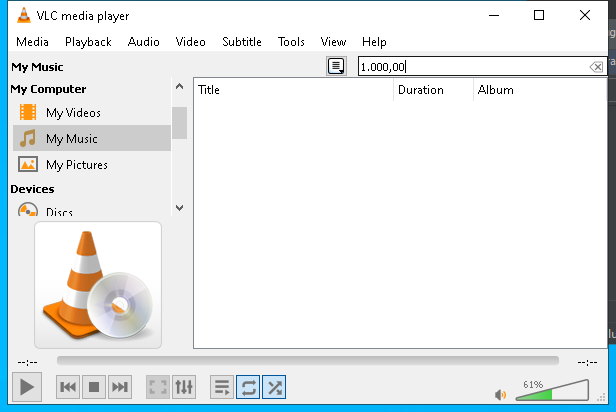 VLC media player
Media Playback Audio Video Subtitle Tools View Help
My Music
1.000,00
My Computer
Title Duration Album
My Videos
My Music
My Pictures
Devices
Discs
--:-- --:--
61%